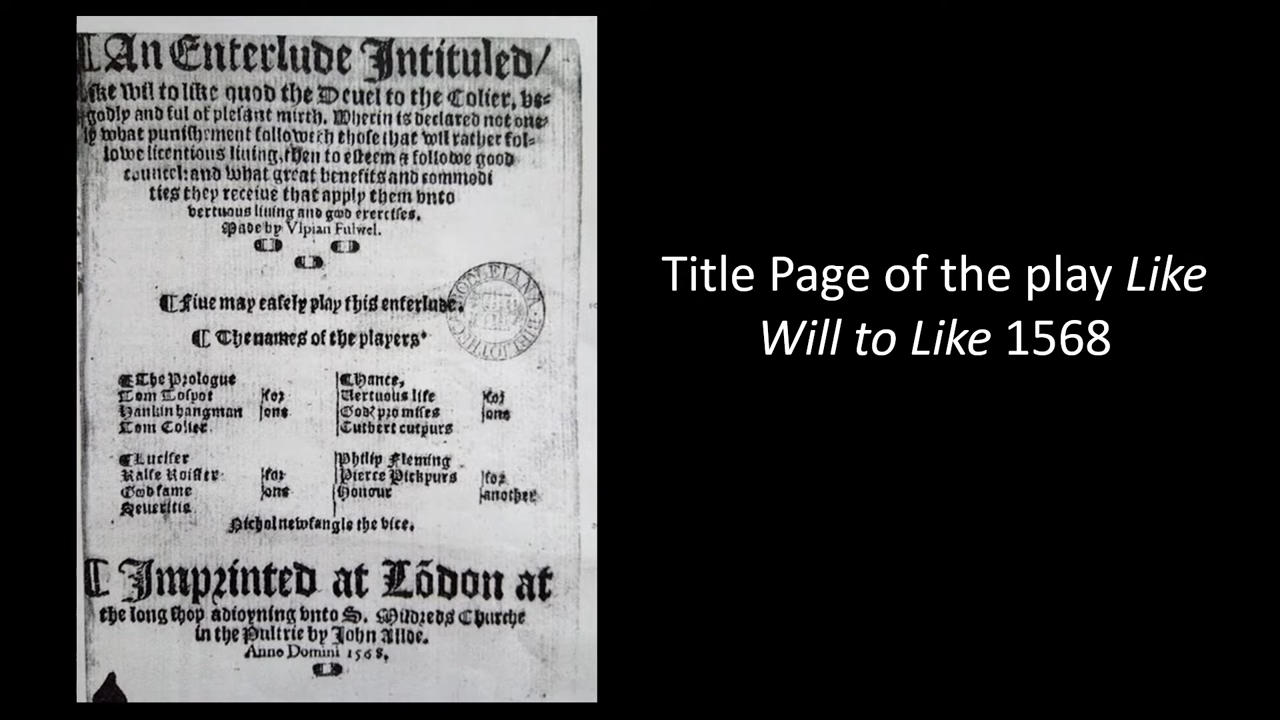 An Enterlude Intituled/
ike wil to like quod the Deuel to the Colier, ve=
godly and ful of plesant mirth. Wherin is declared not one=
ly what punishment followeth those that will rather fol=
lowe licentious liuing, then to esteem & followe good
councel: and what great benefits and commodi
ties they receiue that apply them vnto
vertuous liuing and good exercises.
Made by Vlpian Fulwel.
Fiue may easely play this enterlude.
The names of the players
The Prologue
Tom Tospot
Hankin hangman
Tom Colier.
for
one
Chance,
Vertuous life
Gods promises
Cutbert cutpurs
for
one
Lucifer
Ralfe Roister
Good fame
Seueritie
for
one
Philip Fleming
Pierce Pickpurs
Honour
for
another
Nichol newfangle the vice.
Imprinted at Lōdon at
the long shop adioyning vnto S. Mildreds Churche
in the Pultrie by John Allde.
Anno Domini 1568,
BIBLIOTHECA BODLEIANA
Title Page of the play Like
Will to Like 1568